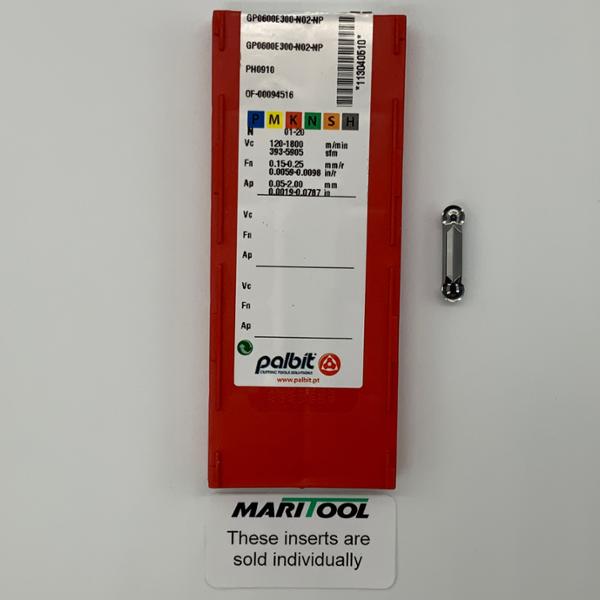 GP0600E300-N02-NP
GP0600E300-N02-NP
*113040510*
PH0910
OF-00094516
P M K N S H
N 01-20
Vc 120-1800 m/min
393-5905 sfm
Fn 0.15-0.25 mm/r
0.0059-0.0098 in/r
Ap 0.05-2.00 mm
0.0019-0.0787 in
Vc
Fn
Ap
Vc
Fn
Ap
palbit
CUTTING TOOLS SOLUTIONS
www.palbit.pt
MARITOOL
These inserts are
sold individually